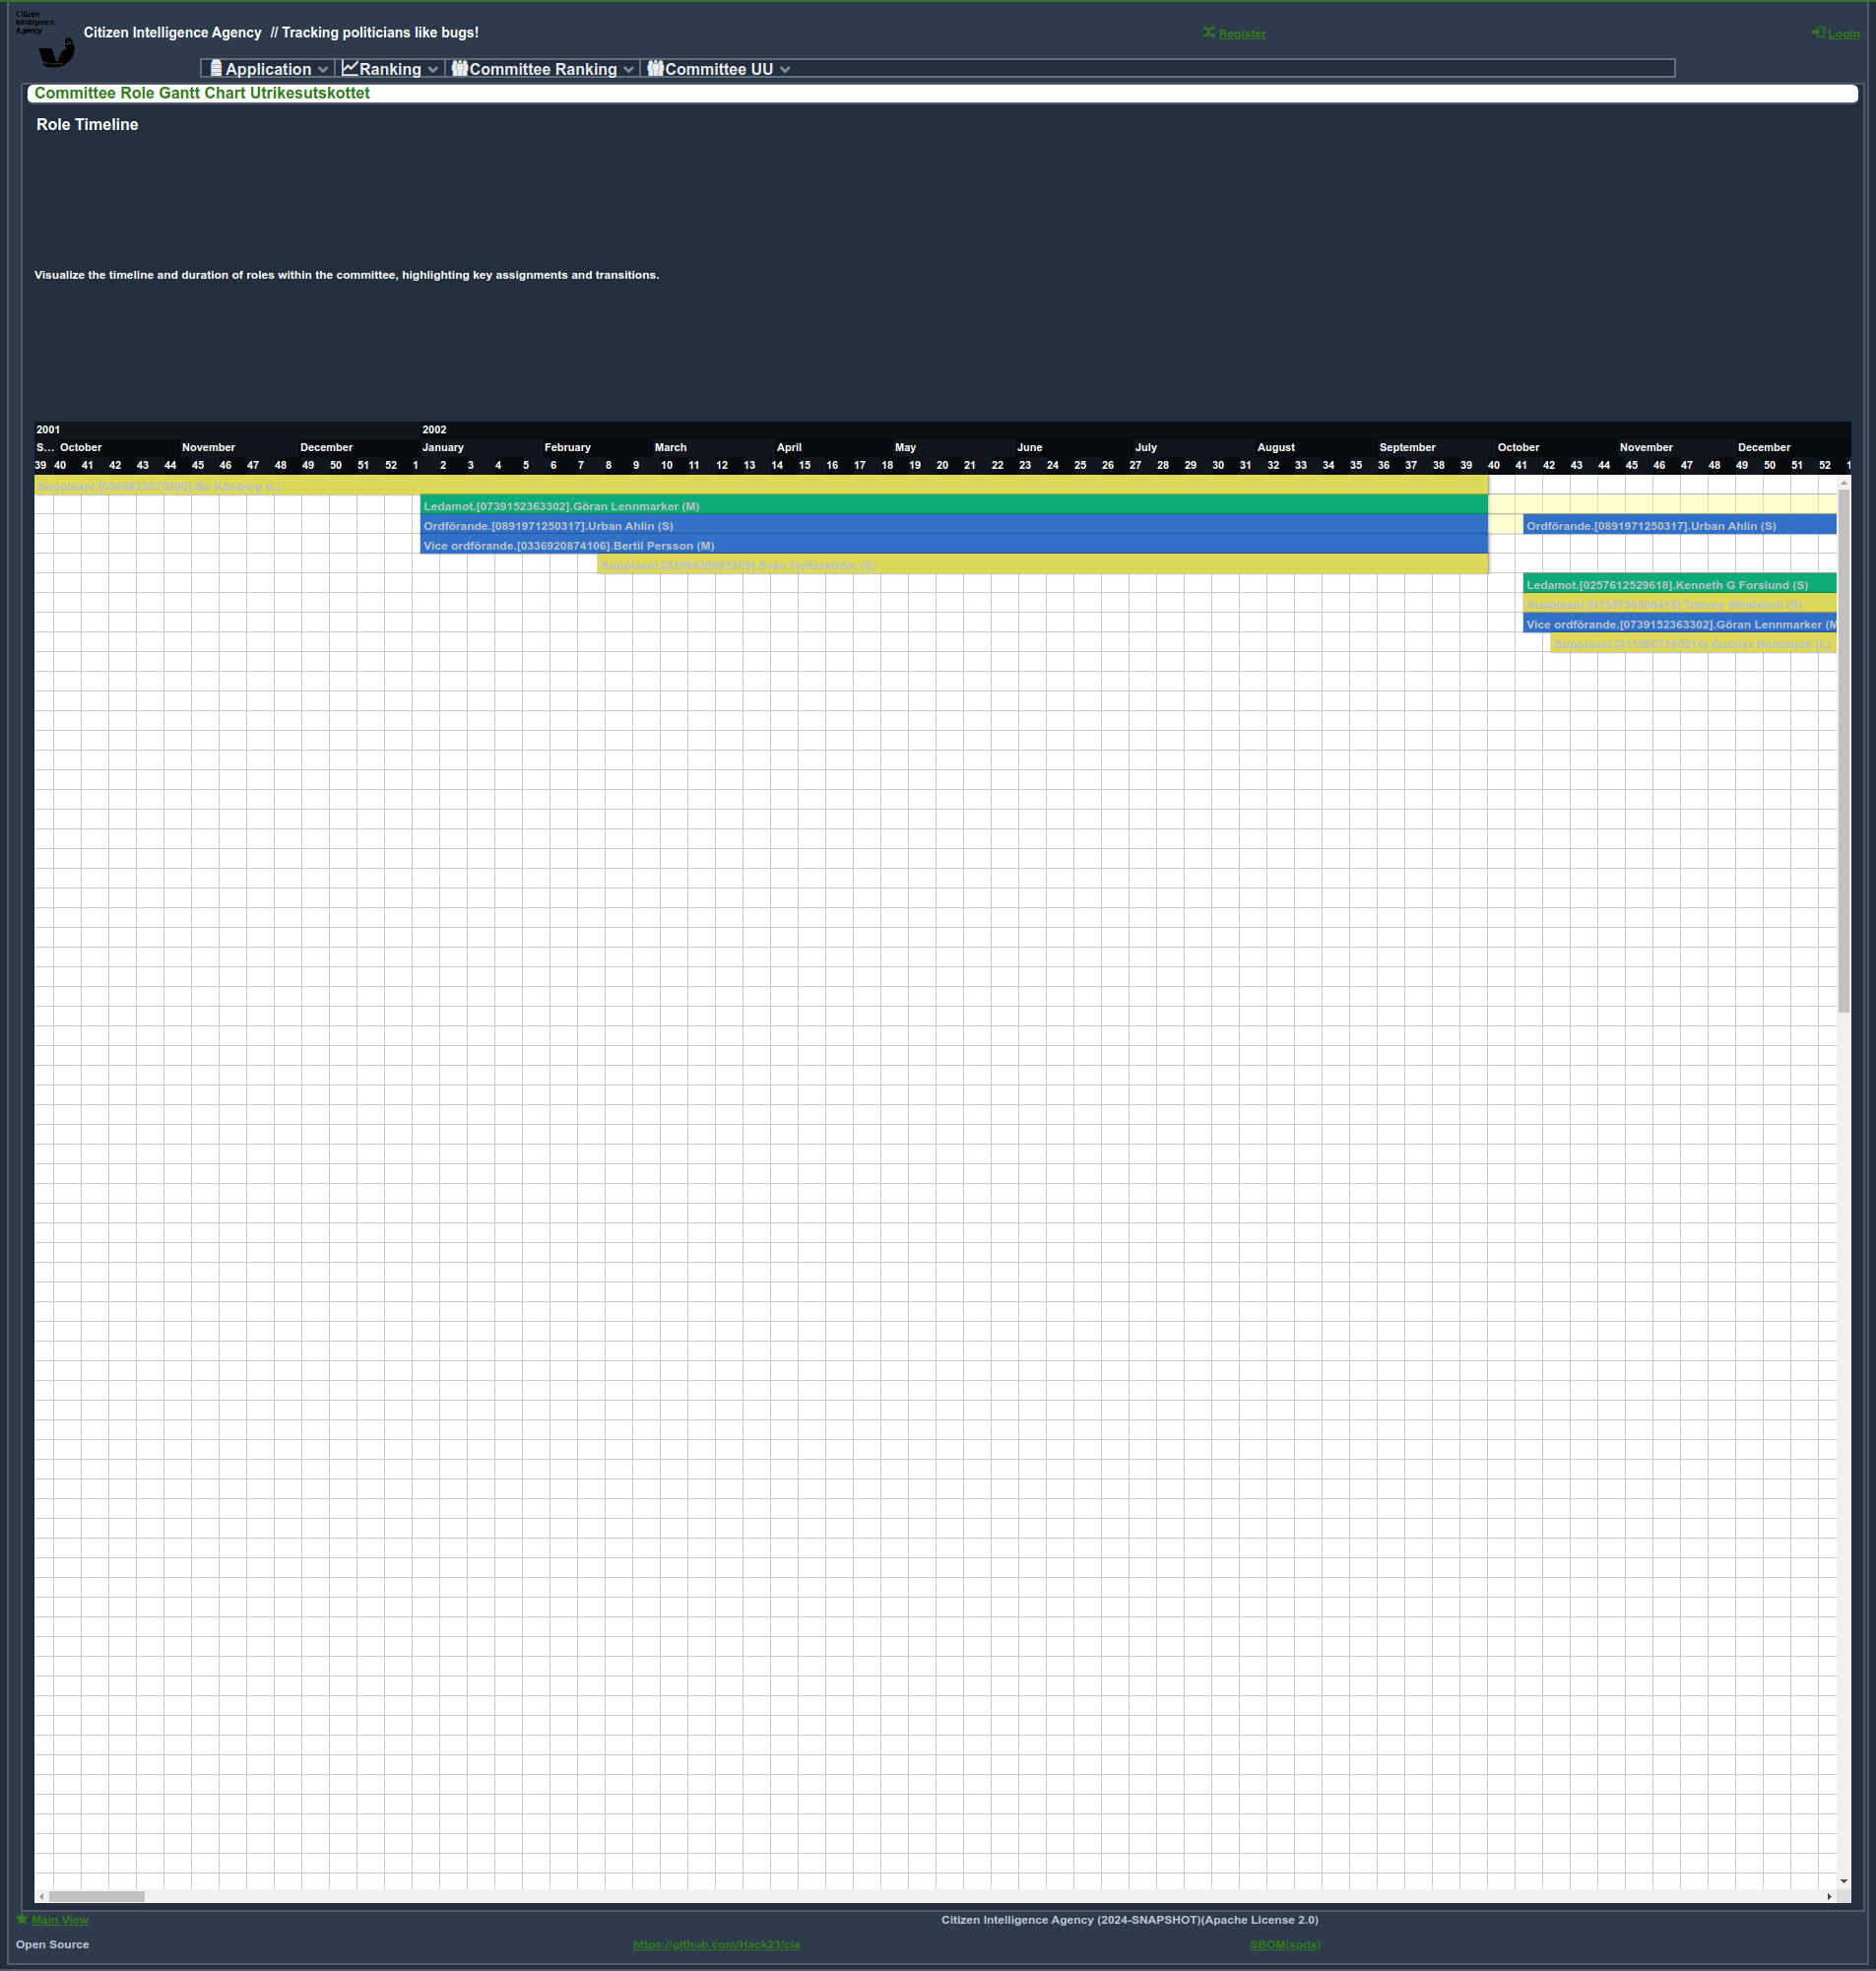 Citizen
Intelligence
Agency
Citizen Intelligence Agency // Tracking politicians like bugs!
Register
Login
Application Ranking Committee Ranking Committee UU
Committee Role Gantt Chart Utrikesutskottet
Role Timeline
Visualize the timeline and duration of roles within the committee, highlighting key assignments and transitions.
2001 2002
S... October November December January February March April May June July August September October November December
39 40 41 42 43 44 45 46 47 48 49 50 51 52 1 2 3 4 5 6 7 8 9 10 11 12 13 14 15 16 17 18 19 20 21 22 23 24 25 26 27 28 29 30 31 32 33 34 35 36 37 38 39 40 41 42 43 44 45 46 47 48 49 50 51 52 1
Suppleant. Bo Könberg (L)
Ledamot.[0739152363302].Göran Lennmarker (M)
Ordförande.[0891971250317].Urban Ahlin (S) Ordförande.[0891971250317].Urban Ahlin (S)
Vice ordförande.[0336920874106].Bertil Persson (M)
Suppleant. Sven Hulterström (S)
Ledamot.[0257612529618].Kenneth G Forslund (S)
Suppleant. Tommy Waidelich (S)
Vice ordförande.[0739152363302].Göran Lennmarker (M
Suppleant. Gunnar Nordmark (L)
Main View Citizen Intelligence Agency (2024-SNAPSHOT)(Apache License 2.0)
Open Source https://github.com/Hack23/cia SBOM(spdx)